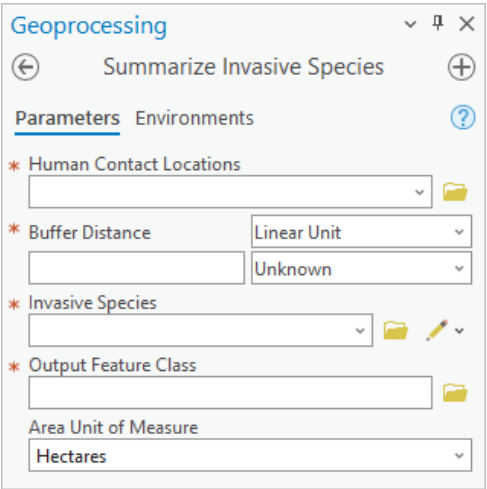 Geoprocessing
Summarize Invasive Species
Parameters Environments
* Human Contact Locations
* Buffer Distance Linear Unit
Unknown
* Invasive Species
* Output Feature Class
Area Unit of Measure
Hectares